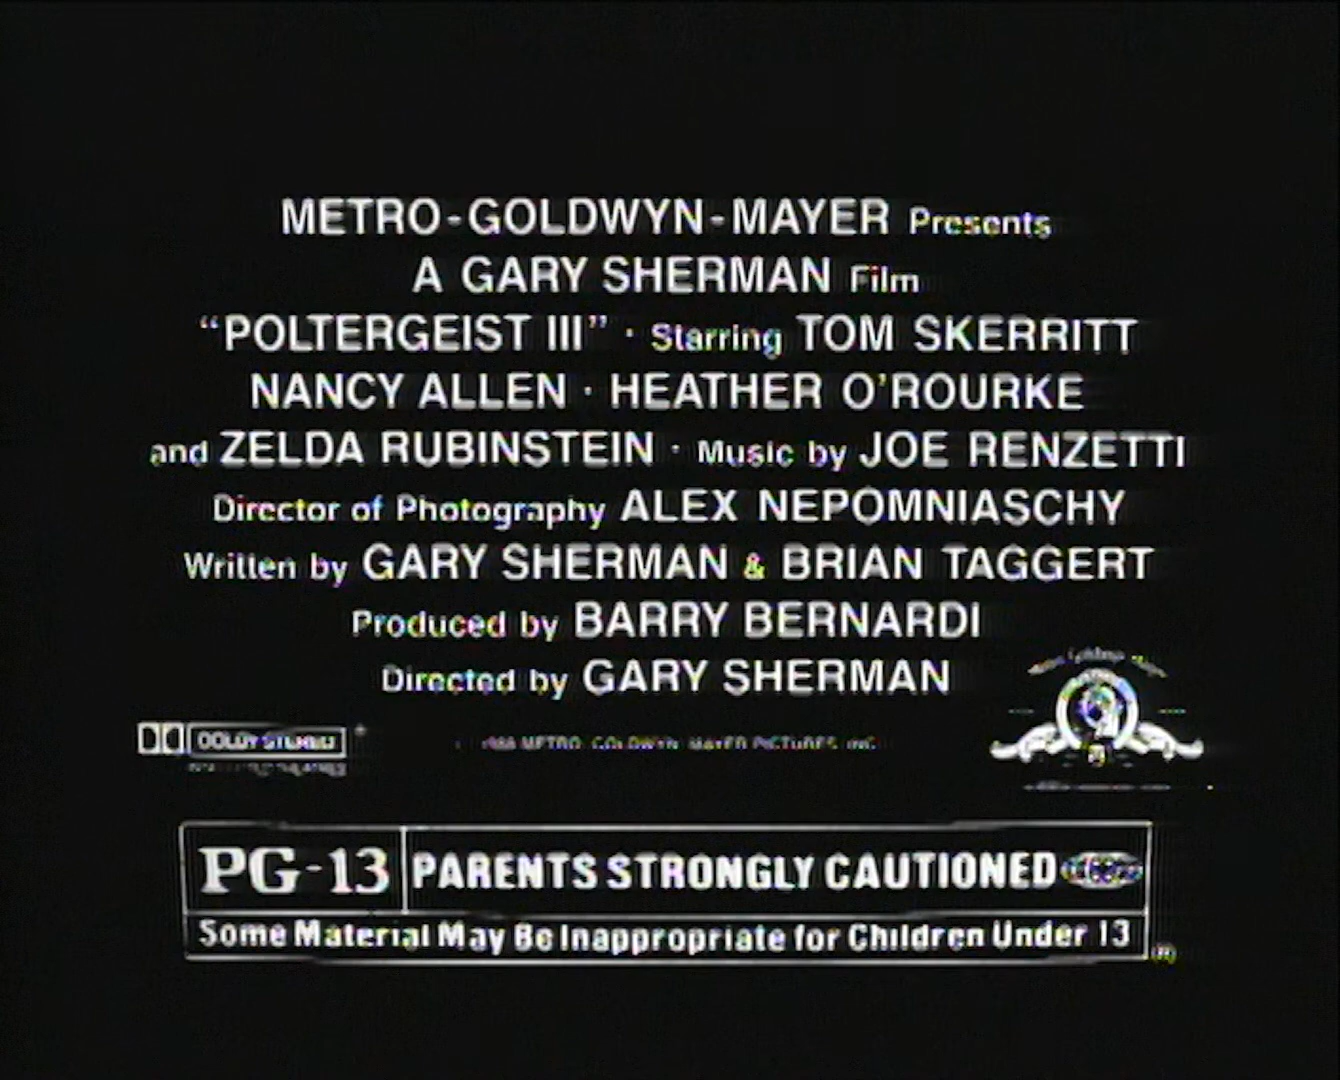 METRO-GOLDWYN-MAYER Presents
A GARY SHERMAN Film
“POLTERGEIST III” · Starring TOM SKERRITT
NANCY ALLEN · HEATHER O'ROURKE
and ZELDA RUBINSTEIN · Music by JOE RENZETTI
Director of Photography ALEX NEPOMNIASCHY
Written by GARY SHERMAN & BRIAN TAGGERT
Produced by BARRY BERNARDI
Directed by GARY SHERMAN
DOLBY STEREO
METRO-GOLDWYN-MAYER PICTURES, INC.
PG-13 PARENTS STRONGLY CAUTIONED
Some Material May Be Inappropriate for Children Under 13